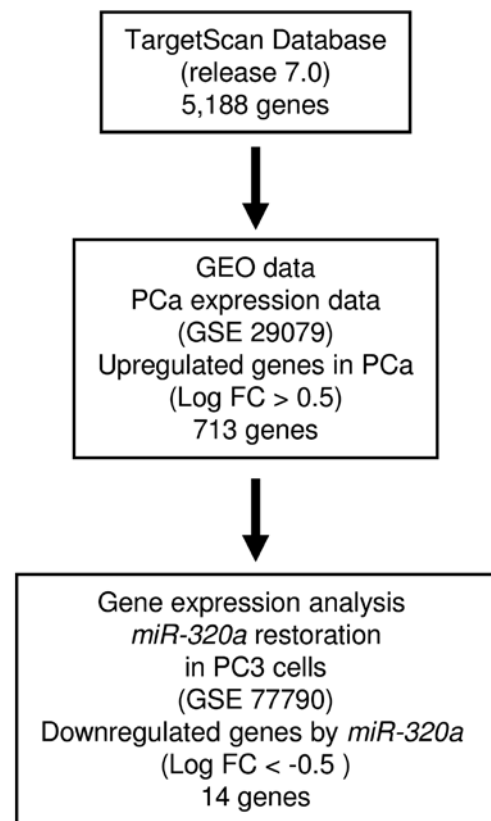 TargetScan Database
(release 7.0)
5,188 genes
GEO data
PCa expression data
(GSE 29079)
Upregulated genes in PCa
(Log FC > 0.5)
713 genes
Gene expression analysis
miR-320a restoration
in PC3 cells
(GSE 77790)
Downregulated genes by miR-320a
(Log FC < -0.5 )
14 genes